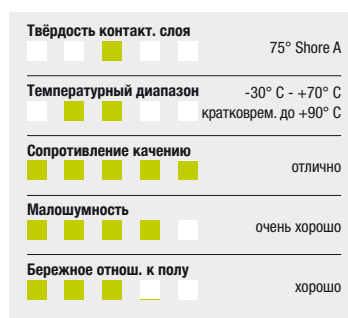 Твёрдость контакт. слоя
75° Shore A
Температурный диапазон -30° C - +70° C
кратковрем. до +90° C
Сопротивление качению
отлично
Малошумность
очень хорошо
Бережное отнош. к полу
хорошо